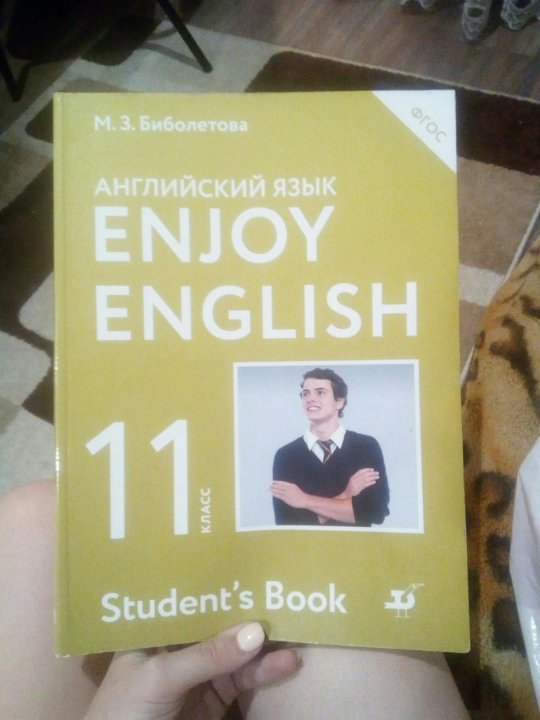 М. З. Биболетова
ФГОС
АНГЛИЙСКИЙ ЯЗЫК
ENJOY
ENGLISH
11
КЛАСС
Student's Book